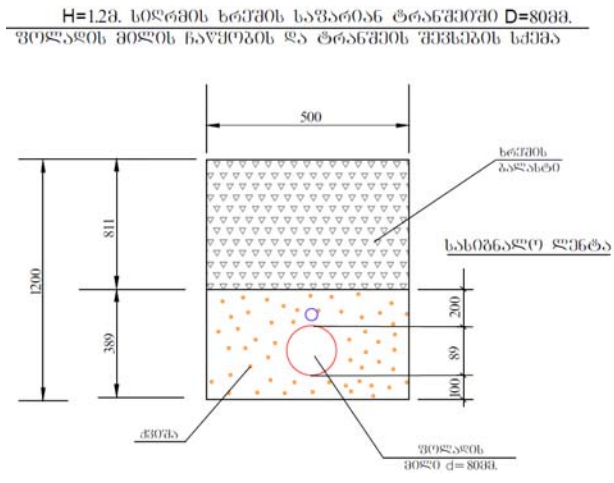 H=1.2მ. სიღრმის ხრეშის საფარიან ტრანშეიში D=80მმ.
ფოლადის მილის ჩაწყობის და ტრანშეის შევსების სქემა
500
ხრეშის
ბალასტი
811
1200
სასიგნალო ლენტა
200
389
89
100
ქვიშა
ფოლადის
მილი d=80მმ.